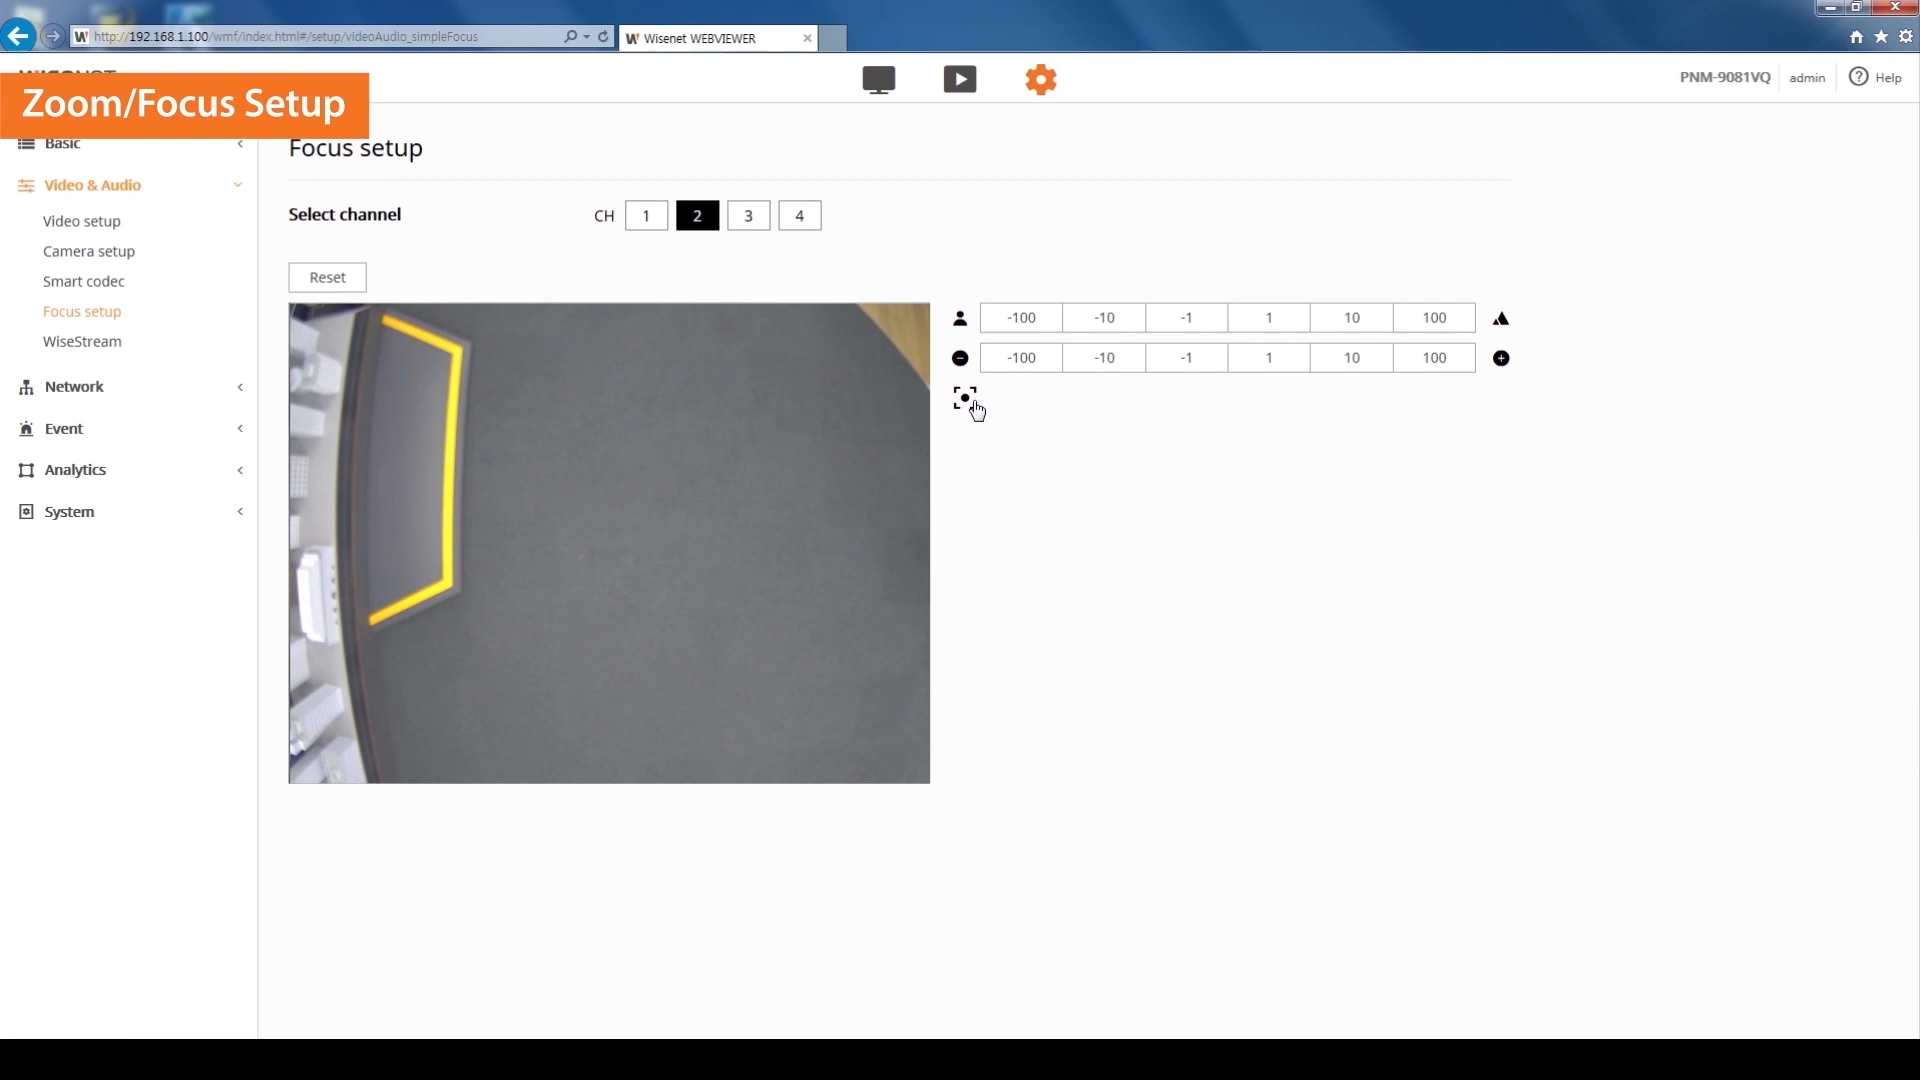 http://192.168.1.100/wmf/index.html#/setup/videoAudio_simpleFocus
Wisenet WEBVIEWER
Zoom/Focus Setup
PNM-9081VQ
admin
Help
Basic
Video & Audio
Video setup
Camera setup
Smart codec
Focus setup
WiseStream
Network
Event
Analytics
System
Focus setup
Select channel
CH 1 2 3 4
Reset
-100 -10 -1 1 10 100
-100 -10 -1 1 10 100